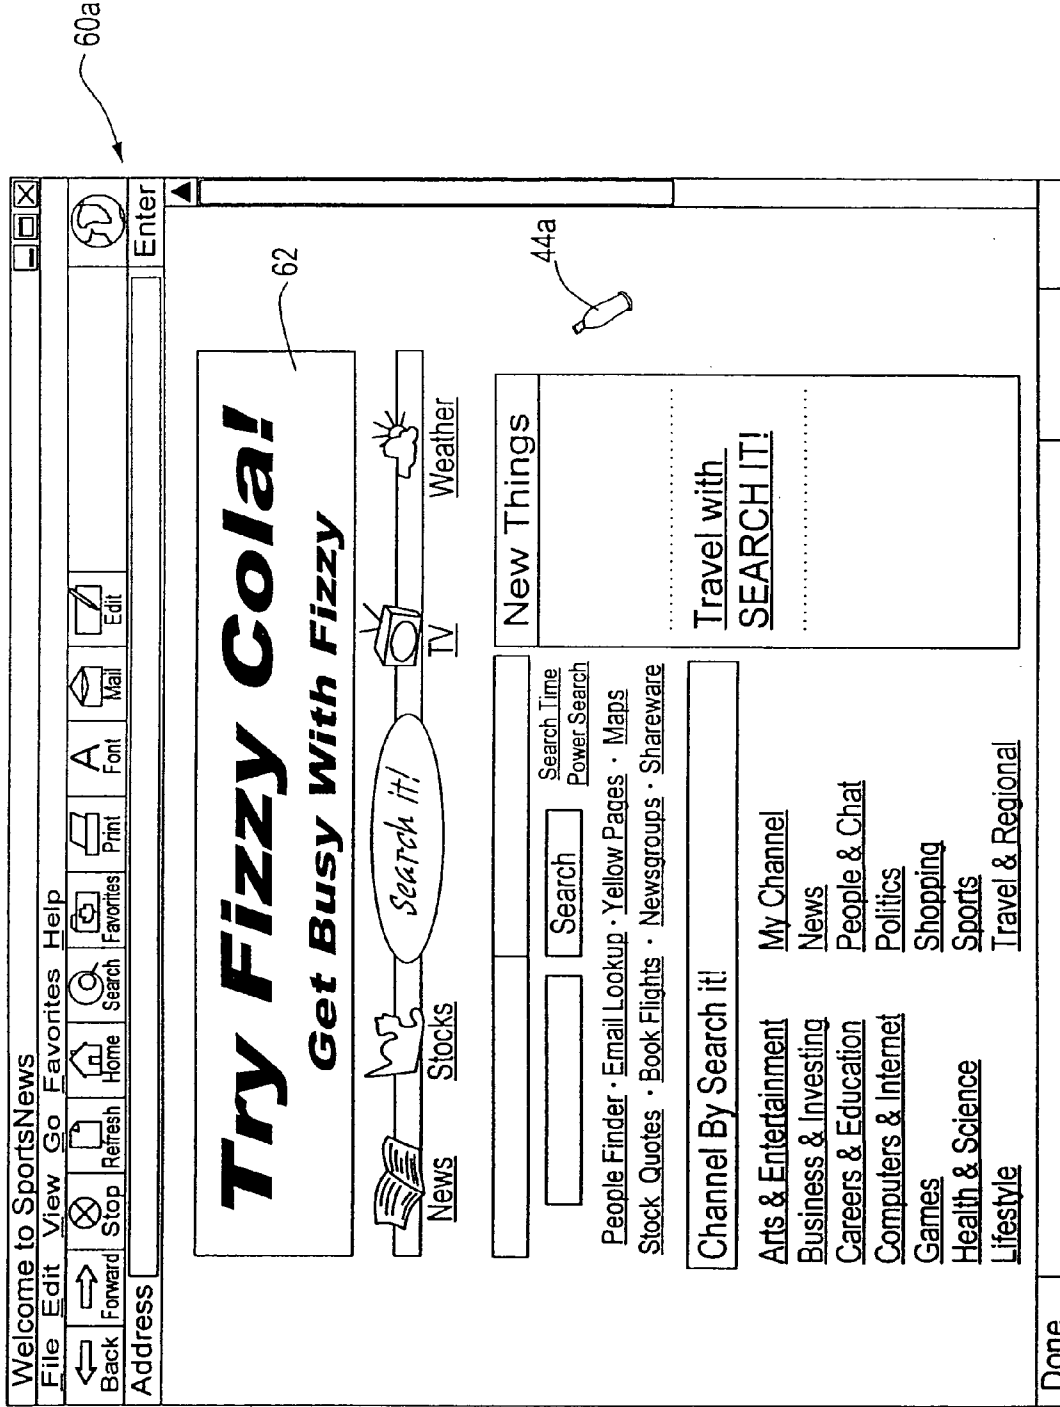 60a
Welcome to SportsNews
File Edit View Go Favorites Help
Back Forward Stop Refresh Home Search Favorites Print Font Mail Edit
Address Enter
62
Try Fizzy Cola!
Get Busy With Fizzy
Search it!
News Stocks TV Weather
44a
New Things
Search
Search Time
Power Search
People Finder · Email Lookup · Yellow Pages · Maps
Stock Quotes · Book Flights · Newsgroups · Shareware
Travel with
SEARCH IT!
Channel By Search it!
Arts & Entertainment My Channel
Business & Investing News
Careers & Education People & Chat
Computers & Internet Politics
Games Shopping
Health & Science Sports
Lifestyle Travel & Regional
Done